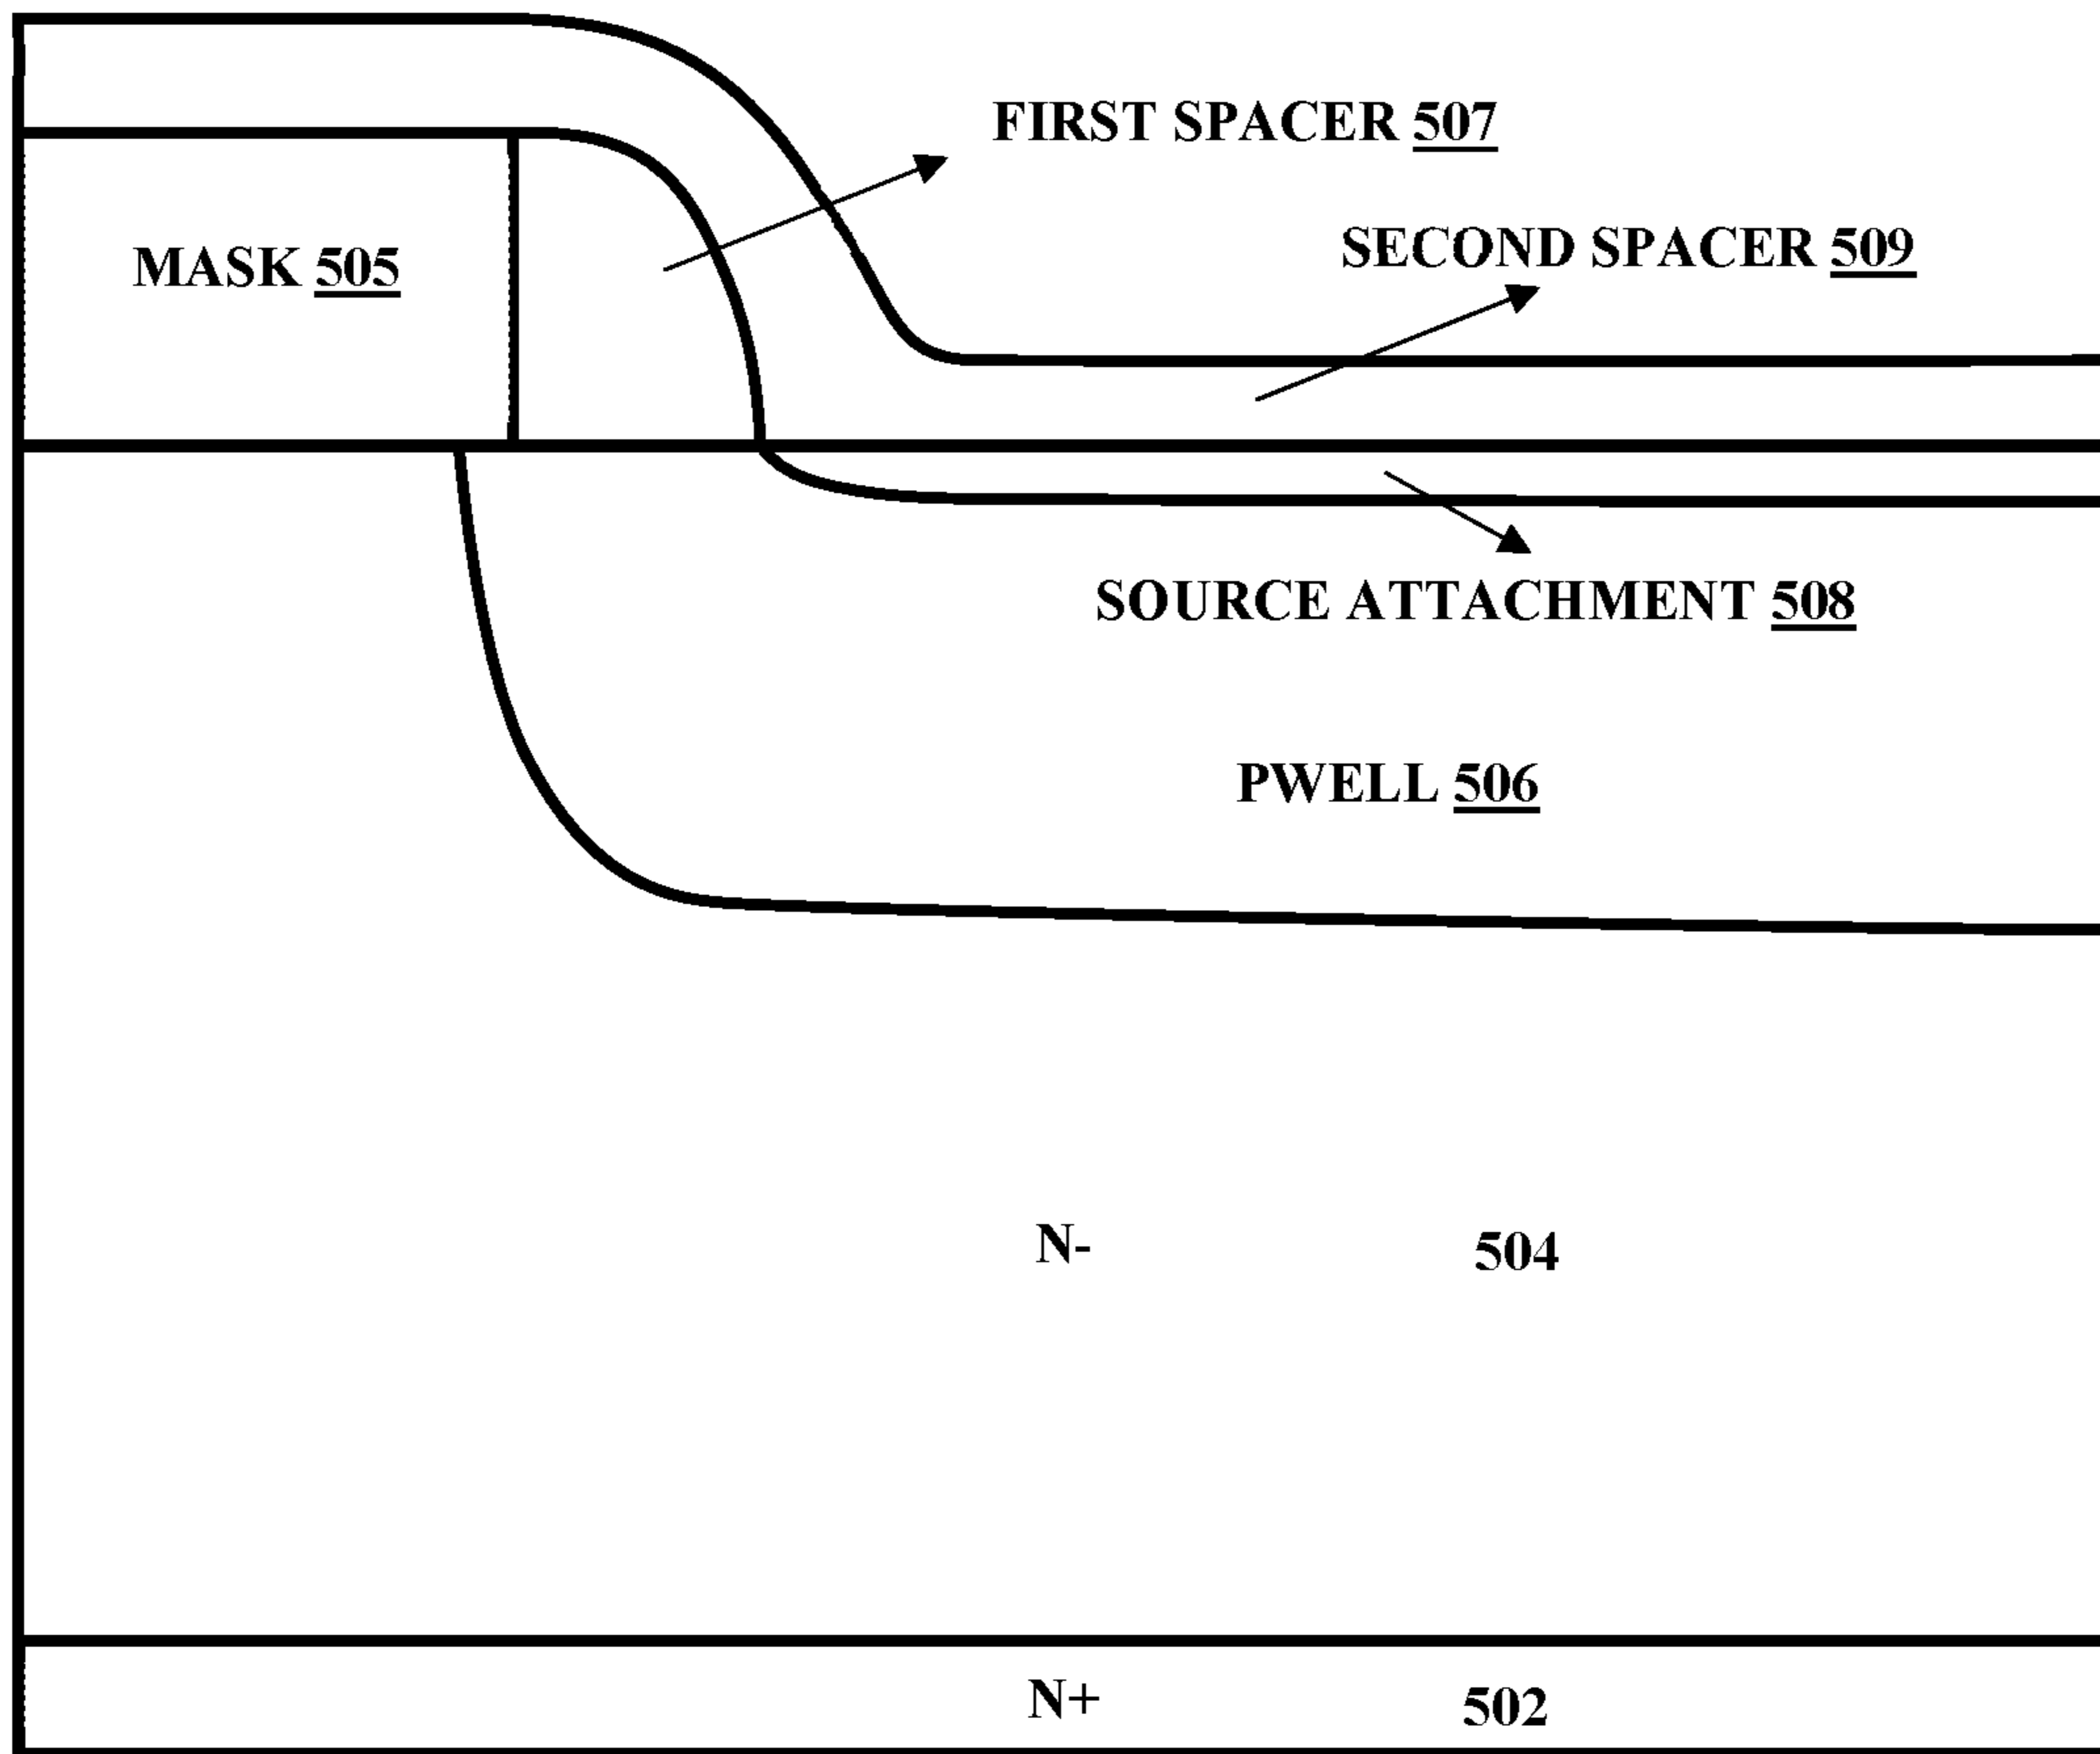 FIRST SPACER 507
SECOND SPACER 509
MASK 505
SOURCE ATTACHMENT 508
PWELL 506
N- 504
N+ 502